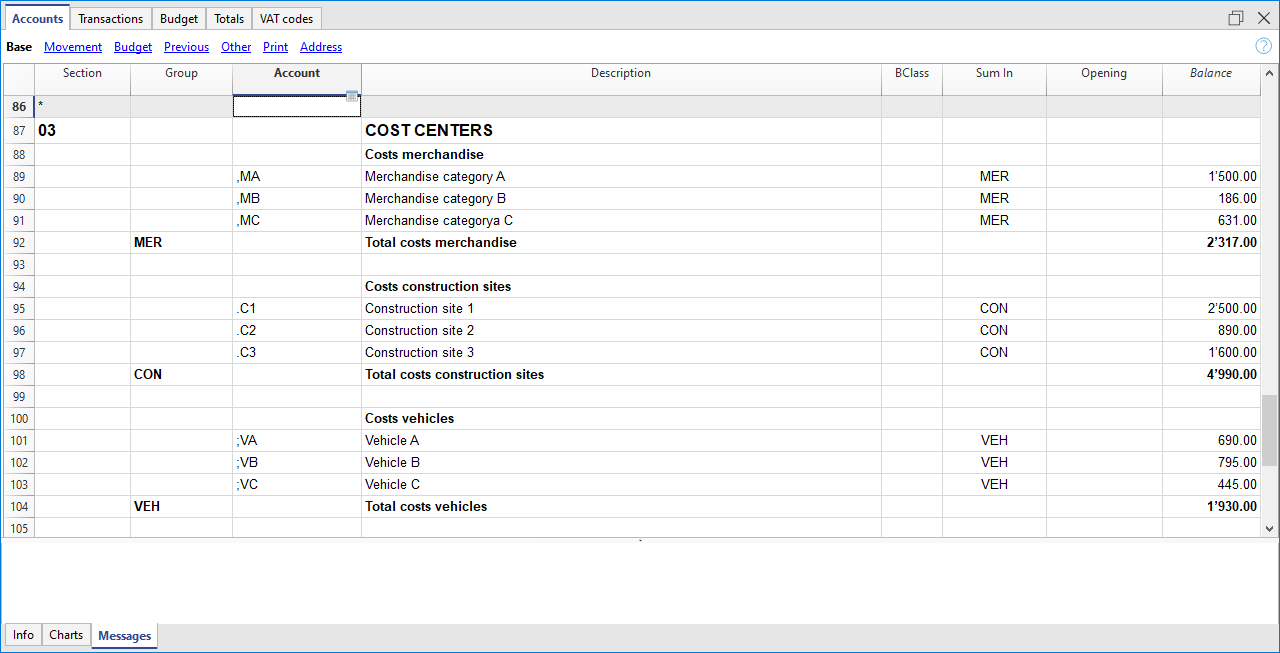 Accounts Transactions Budget Totals VAT codes
Base Movement Budget Previous Other Print Address ?
Section Group Account Description BClass Sum In Opening Balance
86 *
87 03 COST CENTERS
88 Costs merchandise
89 ,MA Merchandise category A MER 1'500.00
90 ,MB Merchandise category B MER 186.00
91 ,MC Merchandise categorya C MER 631.00
92 MER Total costs merchandise 2'317.00
93
94 Costs construction sites
95 .C1 Construction site 1 CON 2'500.00
96 .C2 Construction site 2 CON 890.00
97 .C3 Construction site 3 CON 1'600.00
98 CON Total costs construction sites 4'990.00
99
100 Costs vehicles
101 ;VA Vehicle A VEH 690.00
102 ;VB Vehicle B VEH 795.00
103 ;VC Vehicle C VEH 445.00
104 VEH Total costs vehicles 1'930.00
105
Info Charts Messages